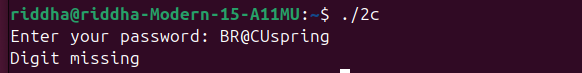 riddha@riddha-Modern-15-A11MU:~$ ./2c
Enter your password: BR@CUspring
Digit missing